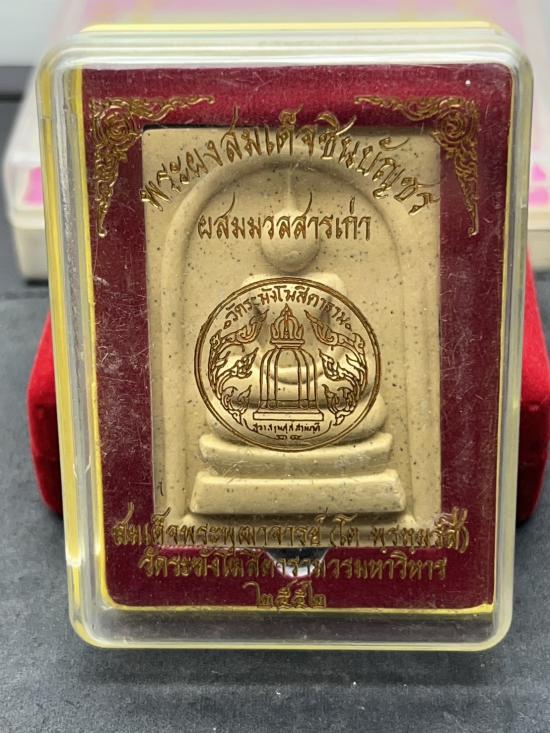 พระผงสมเด็จชินบัญชร
ผสมมวลสารเก่า
วัดระฆังโฆสิตาราม
สมเด็จพระพุฒาจารย์ (โต พรหมรังสี)
วัดระฆังโฆสิตารามวรมหาวิหาร
๒๕๕๒